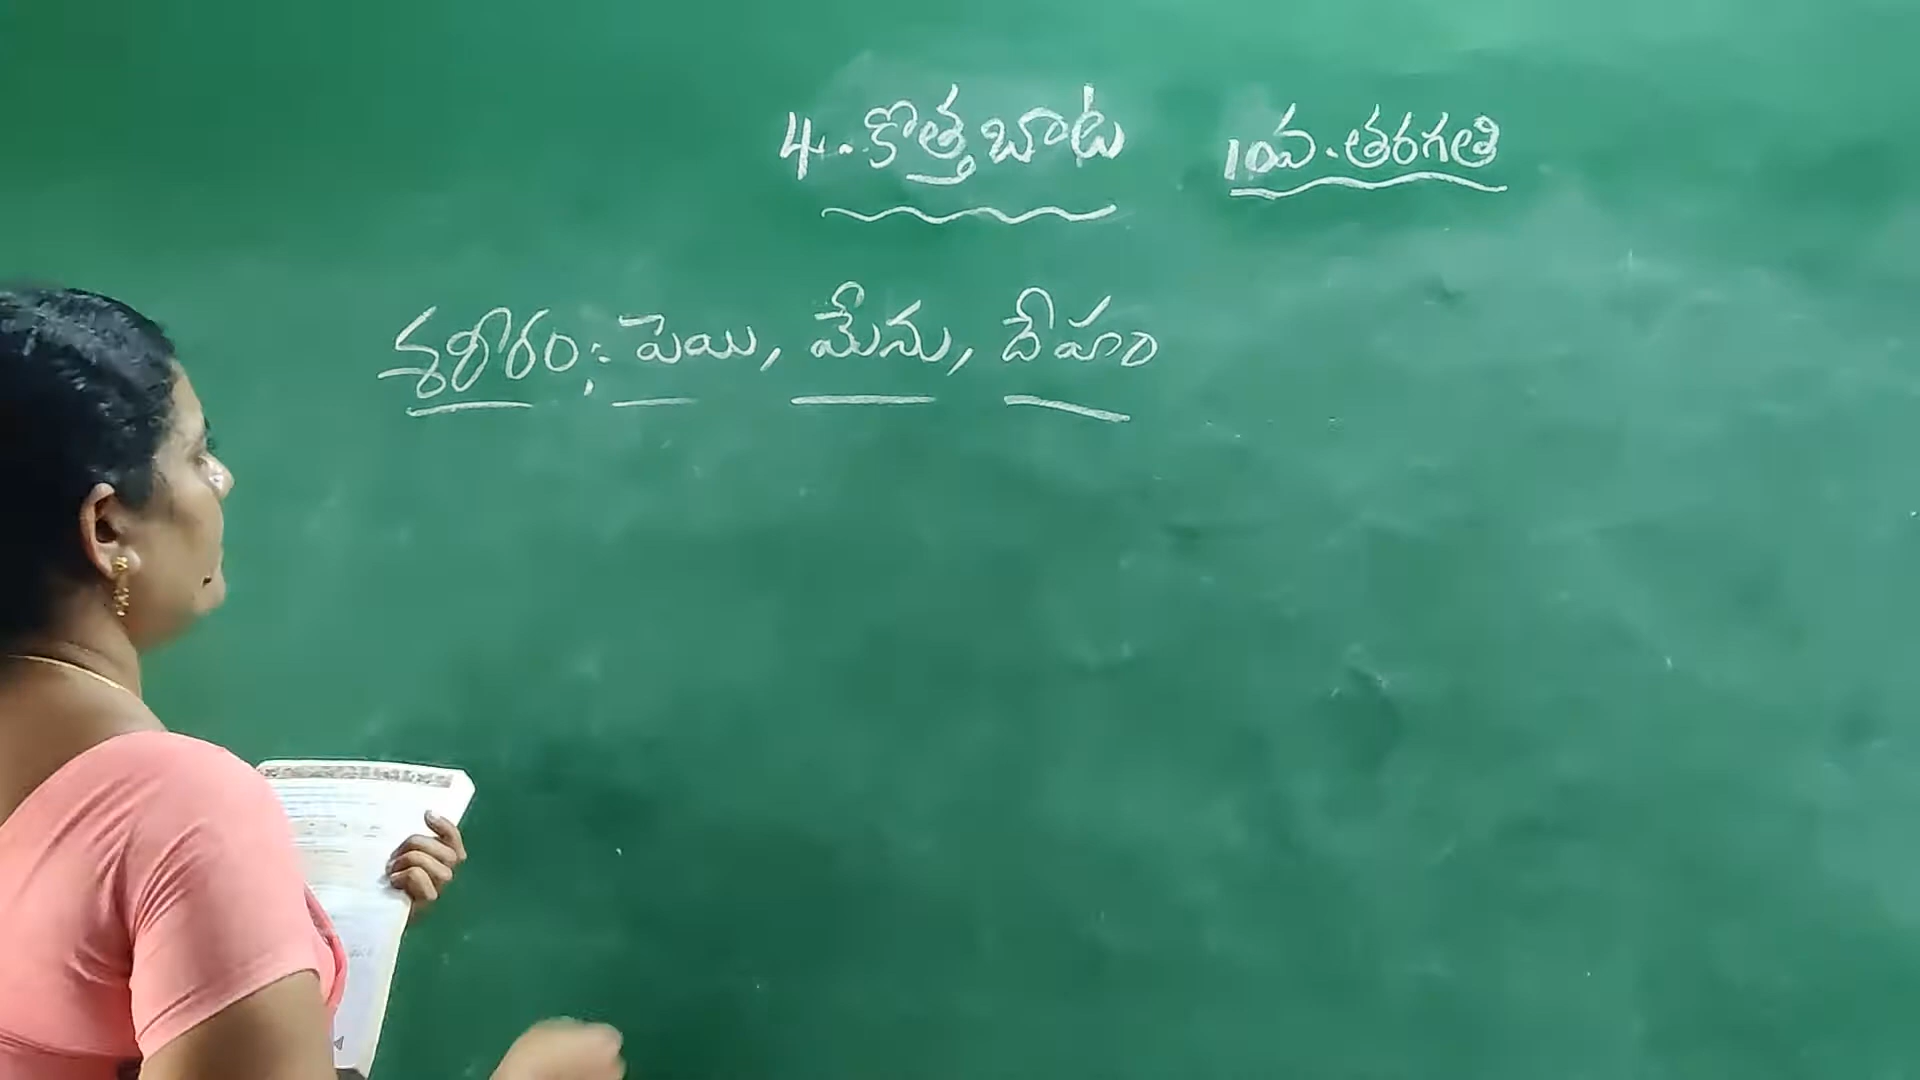 4. కొత్తబాట 10వ. తరగతి
శరీరం: పెయి, మేను, దేహం